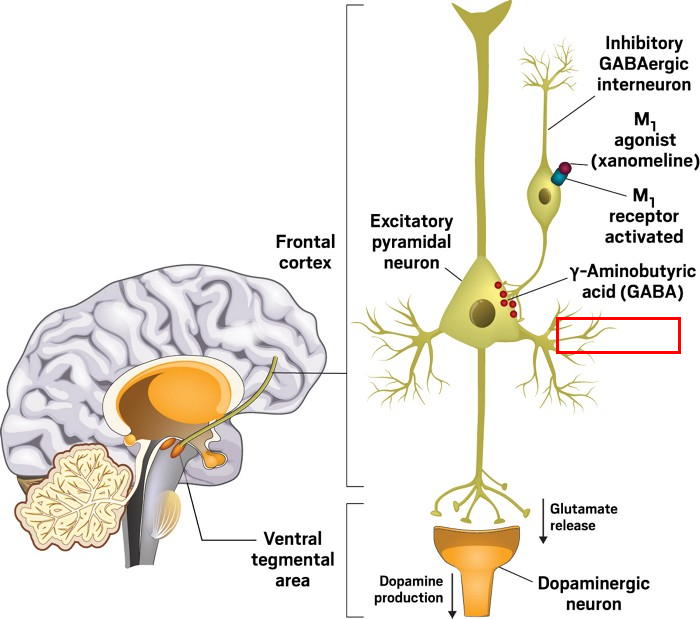 Inhibitory
GABAergic
interneuron
M1
agonist
(xanomeline)
M1
receptor
activated
Excitatory
pyramidal
neuron
Frontal
cortex
γ-Aminobutyric
acid (GABA)
Glutamate
release
Ventral
tegmental
area
Dopamine
production
Dopaminergic
neuron